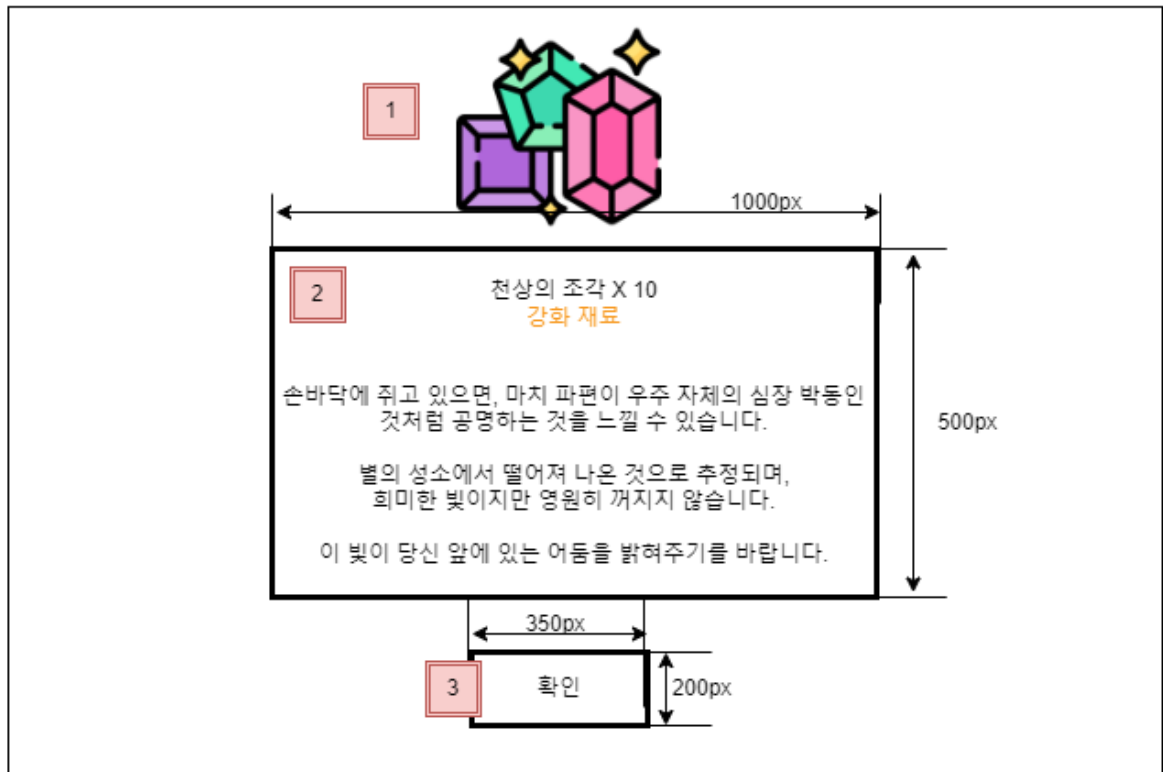 1
1000px
2
천상의 조각 X 10
강화 재료
손바닥에 쥐고 있으면, 마치 파편이 우주 자체의 심장 박동인
것처럼 공명하는 것을 느낄 수 있습니다.
500px
별의 성소에서 떨어져 나온 것으로 추정되며,
희미한 빛이지만 영원히 꺼지지 않습니다.
이 빛이 당신 앞에 있는 어둠을 밝혀주기를 바랍니다.
350px
3
확인
200px